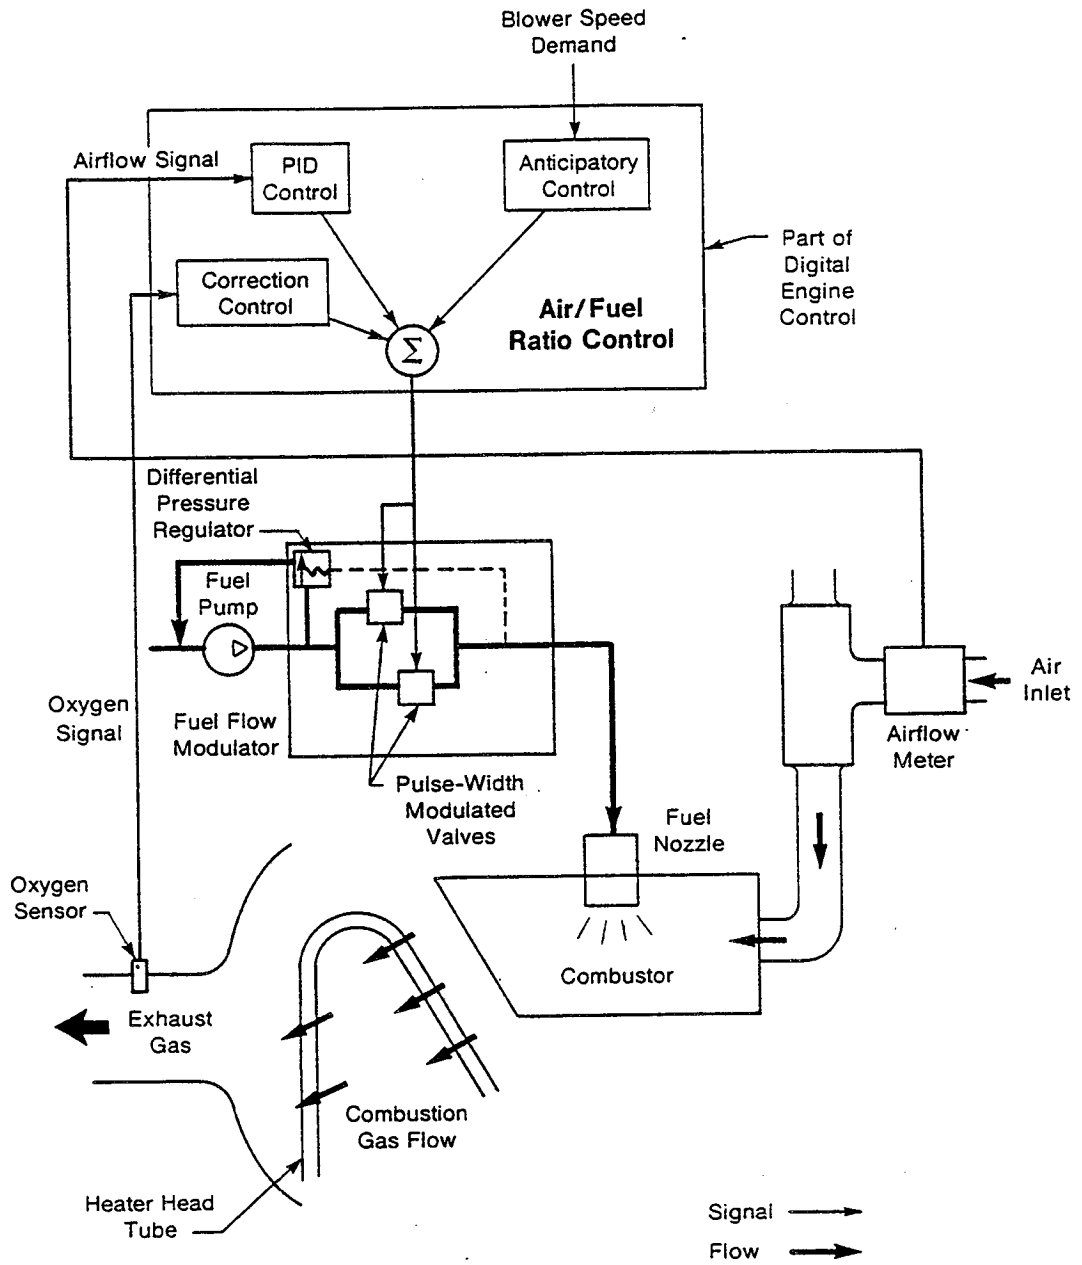 Blower Speed
Demand
Airflow Signal
PID
Control
Anticipatory
Control
Correction
Control
Σ
Air/Fuel
Ratio Control
Part of
Digital
Engine
Control
Differential
Pressure
Regulator
Fuel
Pump
Oxygen
Signal
Fuel Flow
Modulator
Pulse-Width
Modulated
Valves
Air
Inlet
Airflow
Meter
Fuel
Nozzle
Oxygen
Sensor
Combustor
Exhaust
Gas
Combustion
Gas Flow
Heater Head
Tube
Signal
Flow